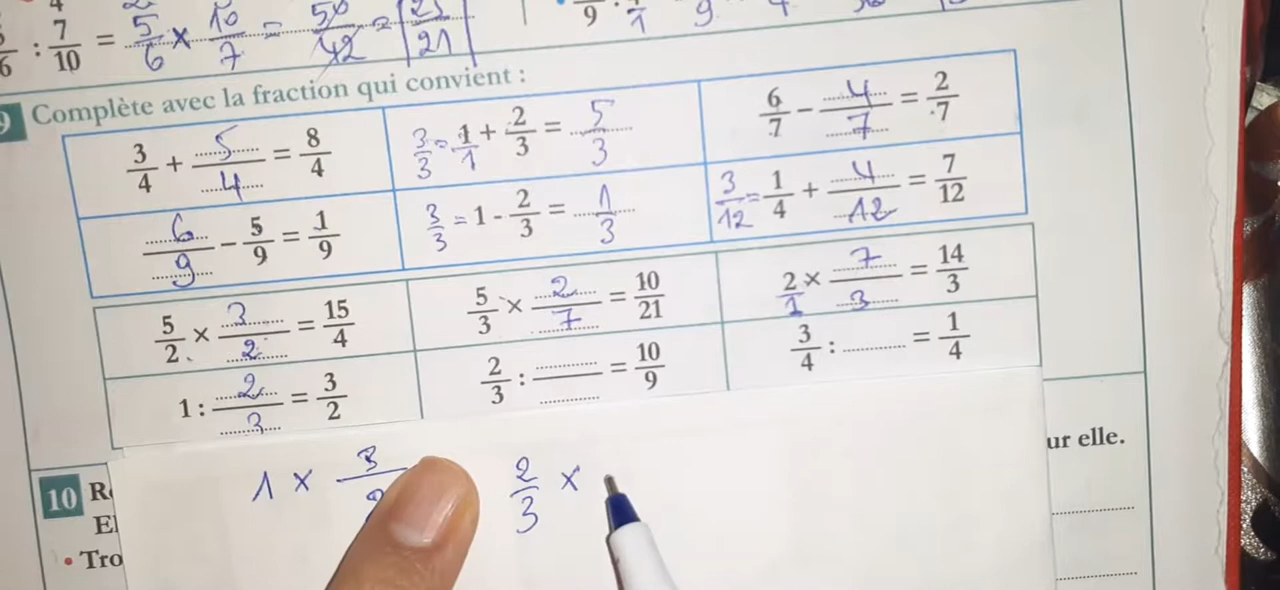 : 7/10 = 5/6 × 10/7 = 50/42 = 21
9 Complète avec la fraction qui convient :
3/4 + 5/4 = 8/4
3/3 = 1/1 + 2/3 = 5/3
6/7 - 4/7 = 2/7
6/9 - 5/9 = 1/9
3/3 = 1 - 2/3 = 1/3
3/12 = 1/4 + 4/12 = 7/12
5/2 × 3/2 = 15/4
5/3 × 2/7 = 10/21
2/1 × 7/3 = 14/3
1 : 2/3 = 3/2
2/3 : ......... = 10/9
3/4 : ......... = 1/4
1 × 3
2/3 ×
ur elle.
10 R
E
• Tro